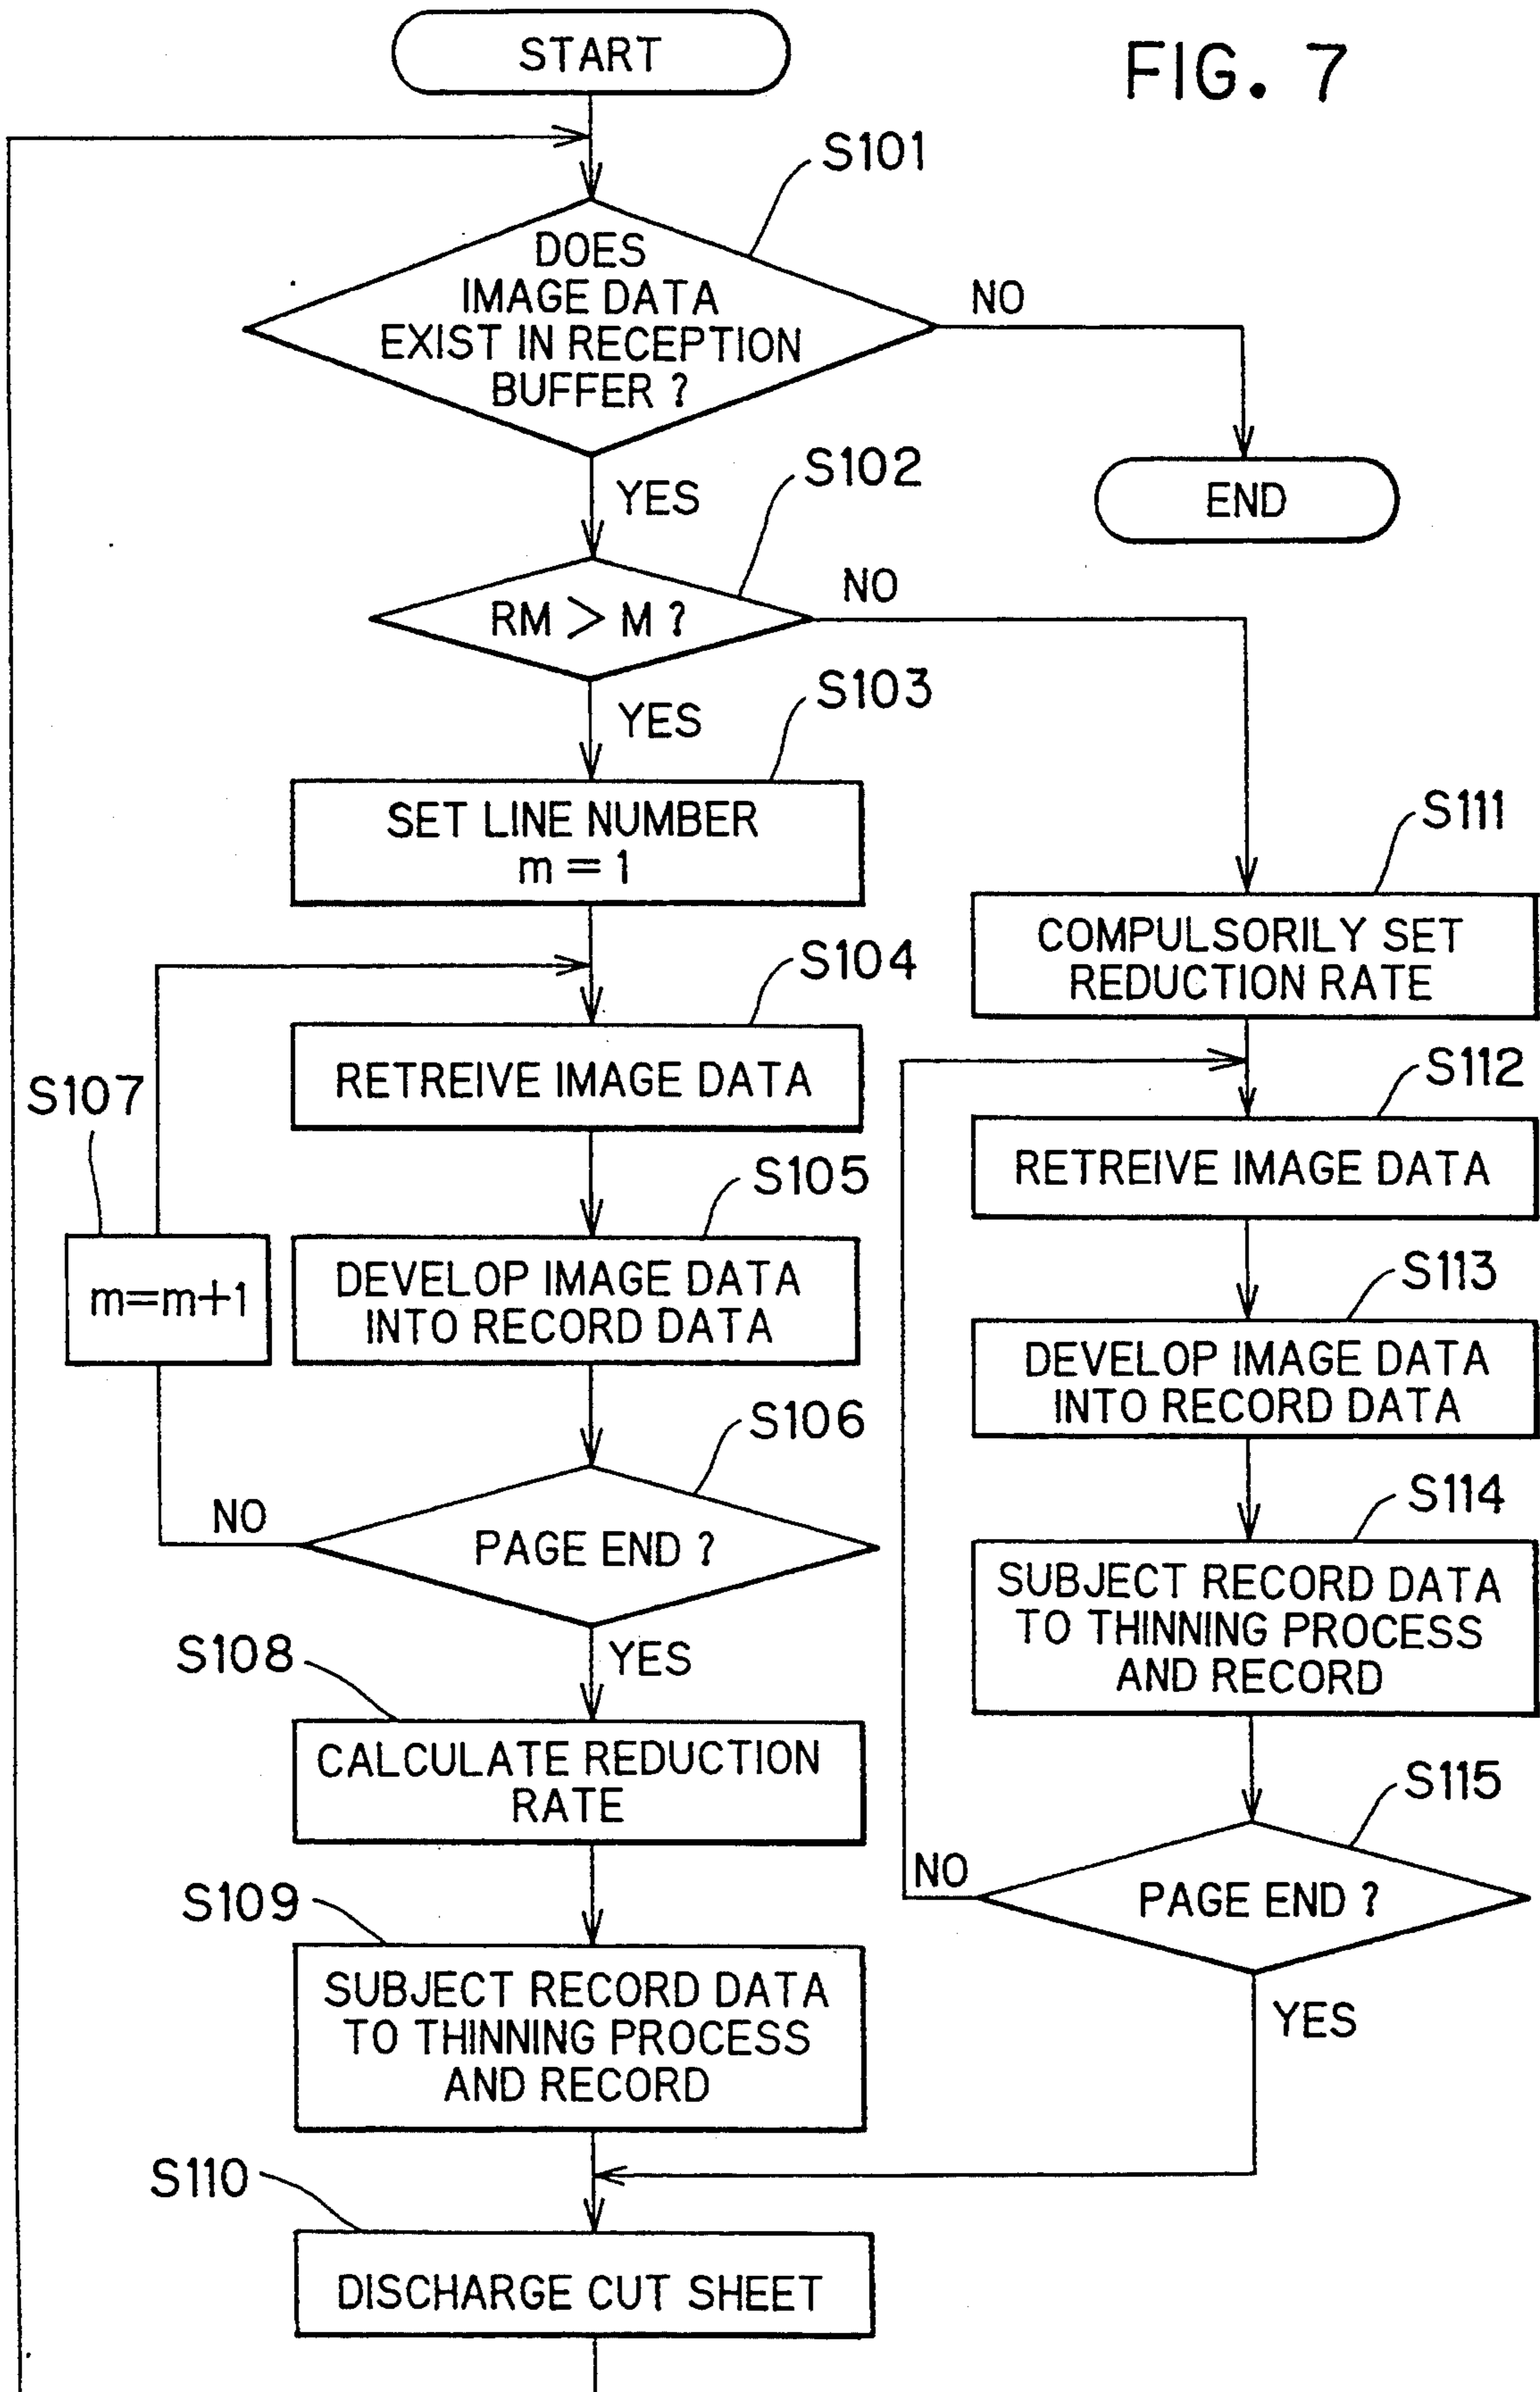 FIG. 7
START
S101
DOES
IMAGE DATA
EXIST IN RECEPTION
BUFFER ?
NO
END
YES
S102
RM > M ?
NO
YES
S103
SET LINE NUMBER
m = 1
S111
COMPULSORILY SET
REDUCTION RATE
S104
RETREIVE IMAGE DATA
S107
m=m+1
S112
RETREIVE IMAGE DATA
S105
DEVELOP IMAGE DATA
INTO RECORD DATA
S113
DEVELOP IMAGE DATA
INTO RECORD DATA
S106
PAGE END ?
NO
YES
S114
SUBJECT RECORD DATA
TO THINNING PROCESS
AND RECORD
S108
CALCULATE REDUCTION
RATE
S115
PAGE END ?
NO
YES
S109
SUBJECT RECORD DATA
TO THINNING PROCESS
AND RECORD
S110
DISCHARGE CUT SHEET